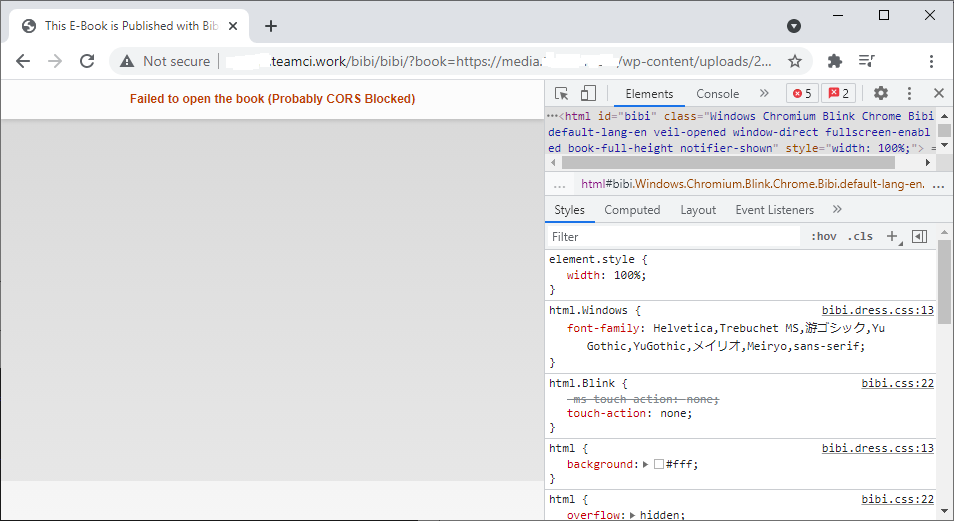 This E-Book is Published with Bibi
Not secure
.teamci.work/bibi/bibi/?book=https://media.
/wp-content/uploads/2...
Failed to open the book (Probably CORS Blocked)
Elements Console » 5 2
⋯<html id="bibi" class="Windows Chromium Blink Chrome Bibi
default-lang-en veil-opened window-direct fullscreen-enabl
ed book-full-height notifier-shown" style="width: 100%;"> =
... html#bibi.Windows.Chromium.Blink.Chrome.Bibi.default-lang-en. ...
Styles Computed Layout Event Listeners »
Filter :hov .cls +
element.style {
width: 100%;
}
html.Windows { bibi.dress.css:13
font-family: Helvetica,Trebuchet MS,游ゴシック,Yu
Gothic,YuGothic,メイリオ,Meiryo,sans-serif;
}
html.Blink { bibi.css:22
-ms-touch-action: none;
touch-action: none;
}
html { bibi.dress.css:13
background: #fff;
}
html { bibi.css:22
overflow: hidden;